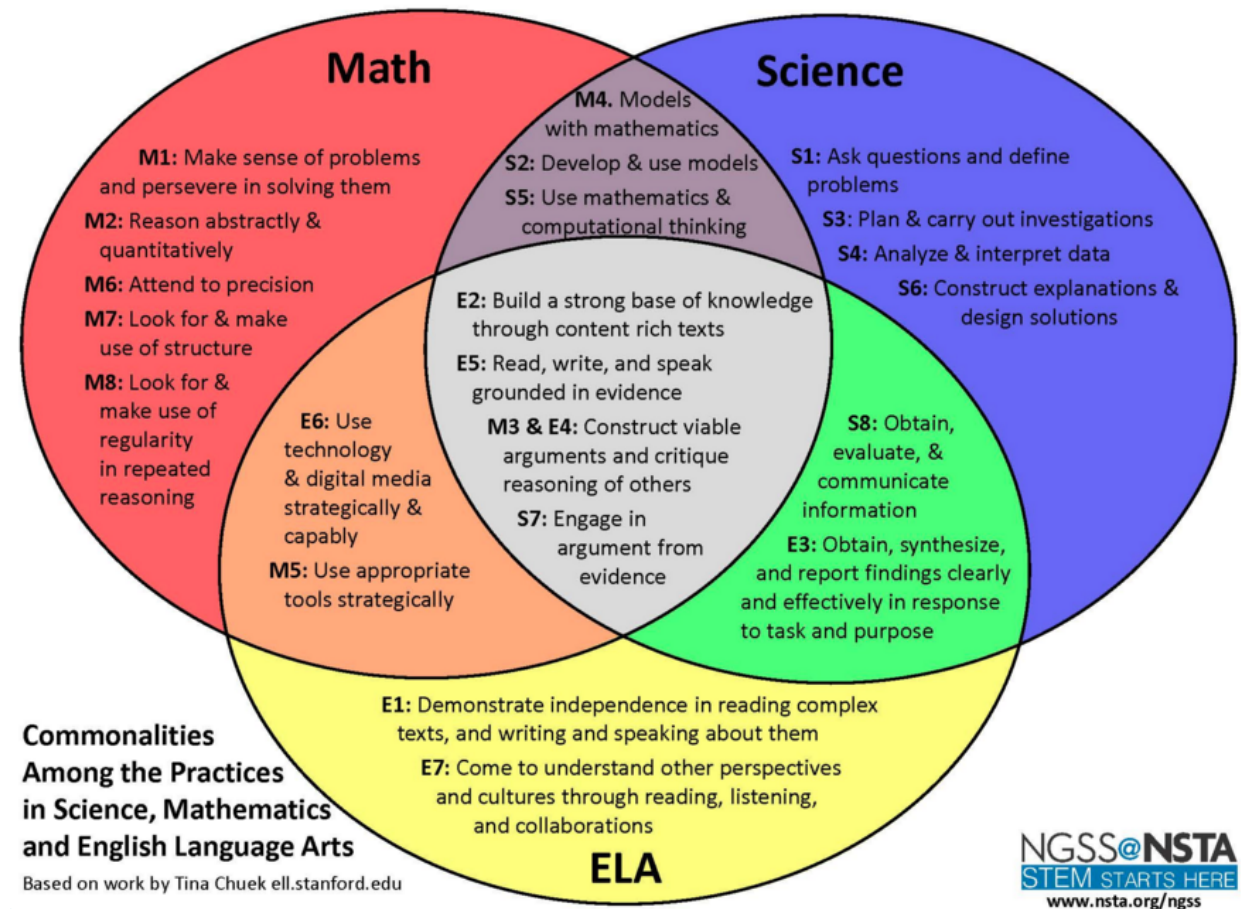 Math
Science
M1: Make sense of problems
and persevere in solving them
M2: Reason abstractly &
quantitatively
M6: Attend to precision
M7: Look for & make
use of structure
M8: Look for &
make use of
regularity
in repeated
reasoning
M4. Models
with mathematics
S2: Develop & use models
S5: Use mathematics &
computational thinking
S1: Ask questions and define
problems
S3: Plan & carry out investigations
S4: Analyze & interpret data
S6: Construct explanations &
design solutions
E2: Build a strong base of knowledge
through content rich texts
E5: Read, write, and speak
grounded in evidence
M3 & E4: Construct viable
arguments and critique
reasoning of others
S7: Engage in
argument from
evidence
E6: Use
technology
& digital media
strategically &
capably
M5: Use appropriate
tools strategically
S8: Obtain,
evaluate, &
communicate
information
E3: Obtain, synthesize,
and report findings clearly
and effectively in response
to task and purpose
E1: Demonstrate independence in reading complex
texts, and writing and speaking about them
E7: Come to understand other perspectives
and cultures through reading, listening,
and collaborations
ELA
Commonalities
Among the Practices
in Science, Mathematics
and English Language Arts
Based on work by Tina Chuek ell.stanford.edu
NGSS@NSTA
STEM STARTS HERE
www.nsta.org/ngss